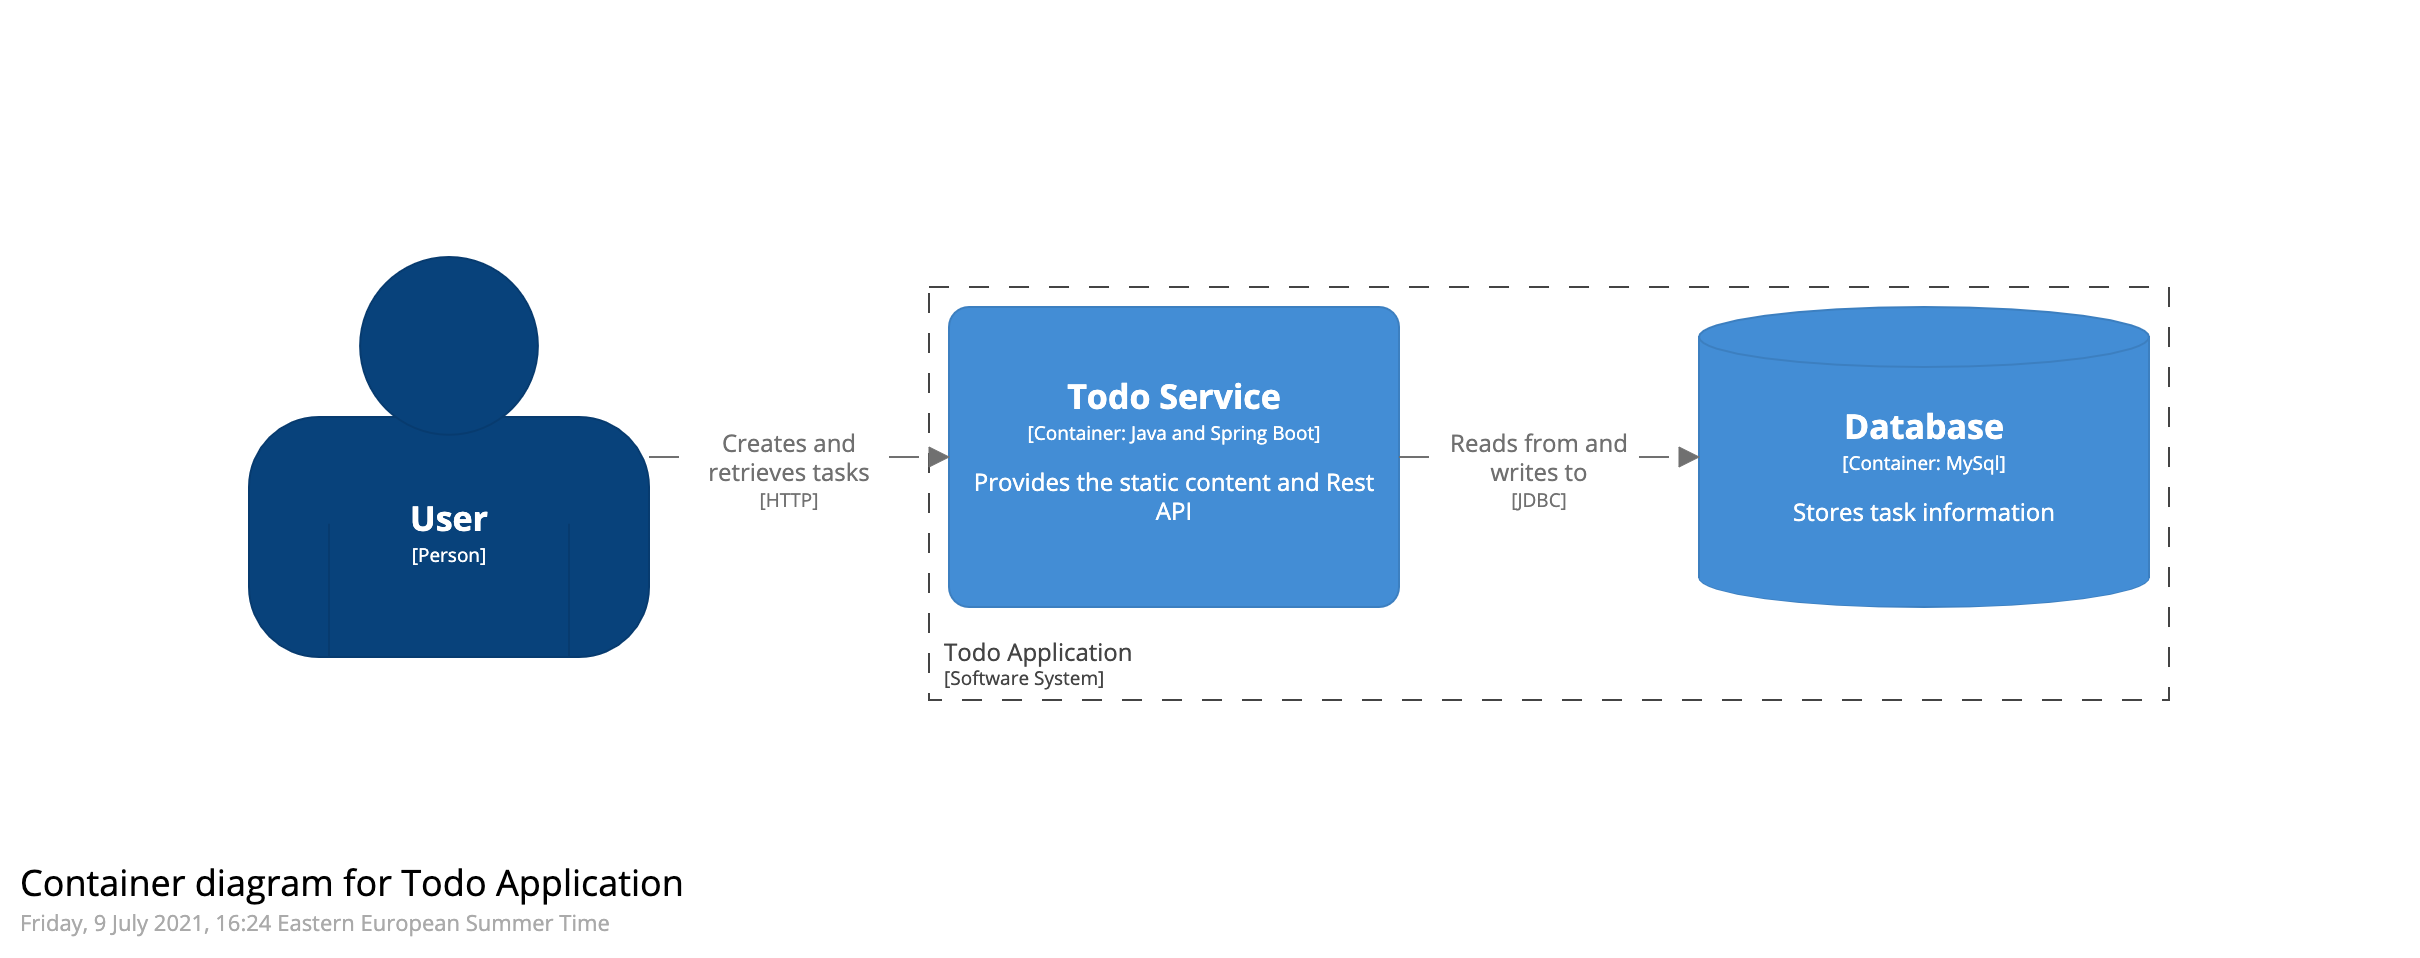 User
[Person]
Creates and
retrieves tasks
[HTTP]
Todo Service
[Container: Java and Spring Boot]
Provides the static content and Rest
API
Reads from and
writes to
[JDBC]
Database
[Container: MySql]
Stores task information
Todo Application
[Software System]
Container diagram for Todo Application
Friday, 9 July 2021, 16:24 Eastern European Summer Time